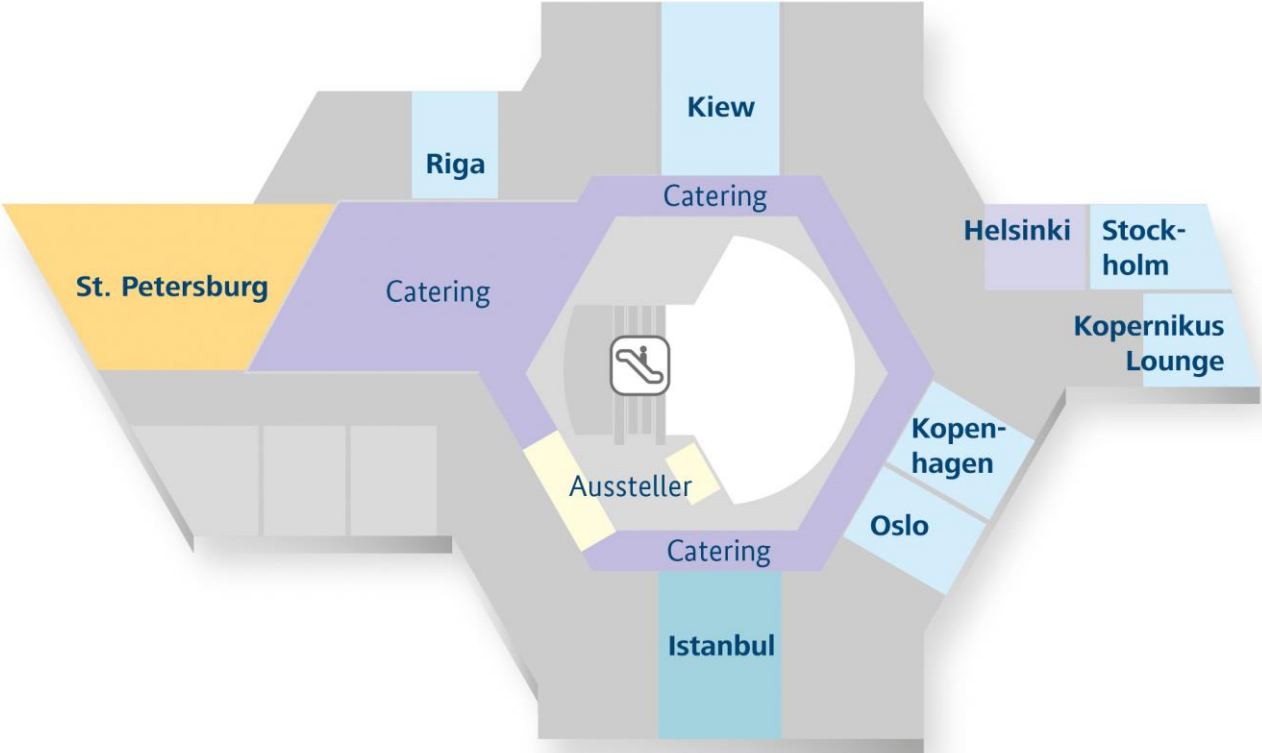 Kiew
Riga
Catering
Helsinki
Stock-
holm
St. Petersburg
Catering
Kopernikus
Lounge
Kopen-
hagen
Aussteller
Oslo
Catering
Istanbul